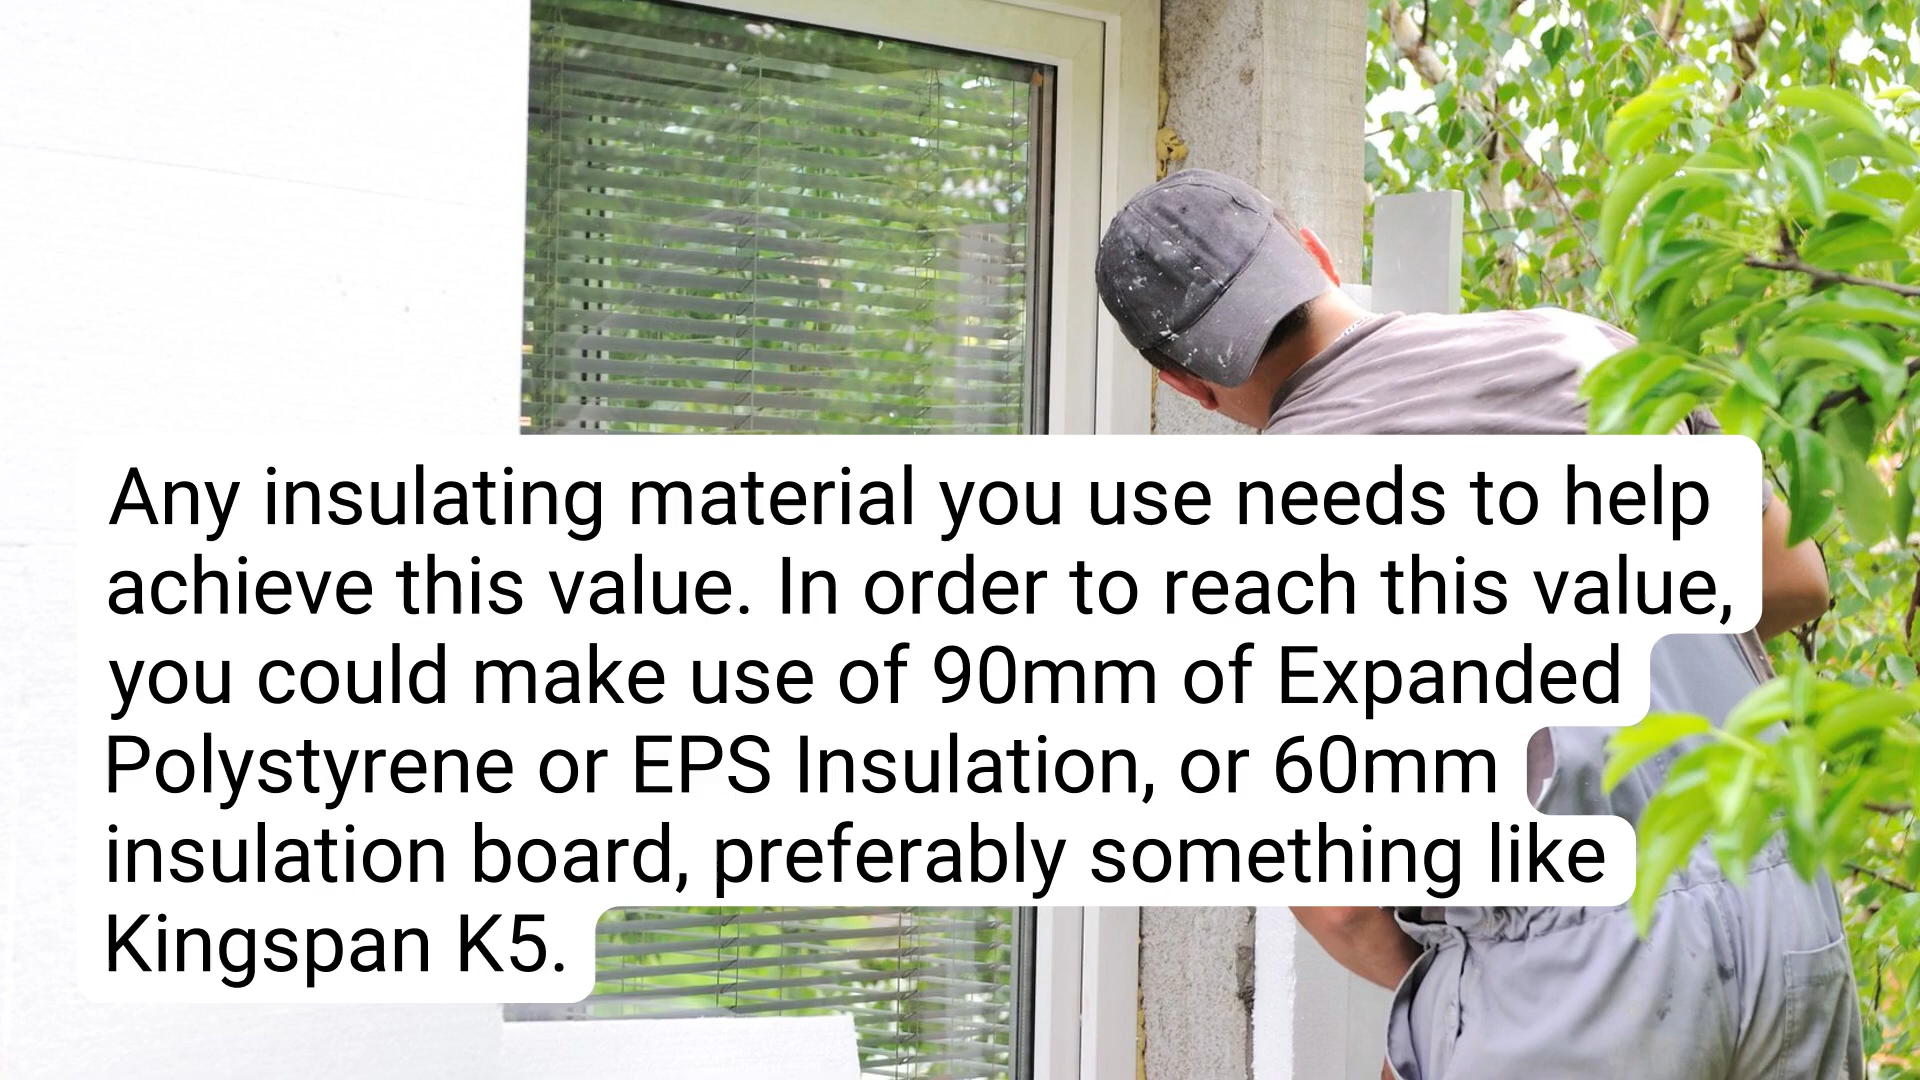 Any insulating material you use needs to help
achieve this value. In order to reach this value,
you could make use of 90mm of Expanded
Polystyrene or EPS Insulation, or 60mm
insulation board, preferably something like
Kingspan K5.